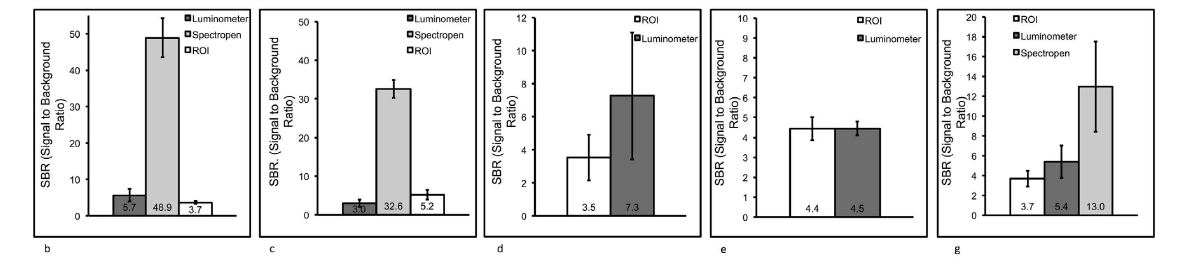 SBR (Signal to Background
Ratio)
50
40
30
20
10
0
Luminometer
Spectropen
ROI
5.7
48.9
3.7
b
SBR. (Signal to Background
Ratio)
50
40
30
20
10
0
Luminometer
Spectropen
ROI
3.0
32.6
5.2
c
SBR (Signal to Background
Ratio)
12
10
8
6
4
2
0
ROI
Luminometer
3.5
7.3
d
SBR (Signal to Background
Ratio)
10
9
8
7
6
5
4
3
2
1
0
ROI
Luminometer
4.4
4.5
e
SBR (Signal to Background
Ratio)
20
18
16
14
12
10
8
6
4
2
0
ROI
Luminometer
Spectropen
3.7
5.4
13.0
g